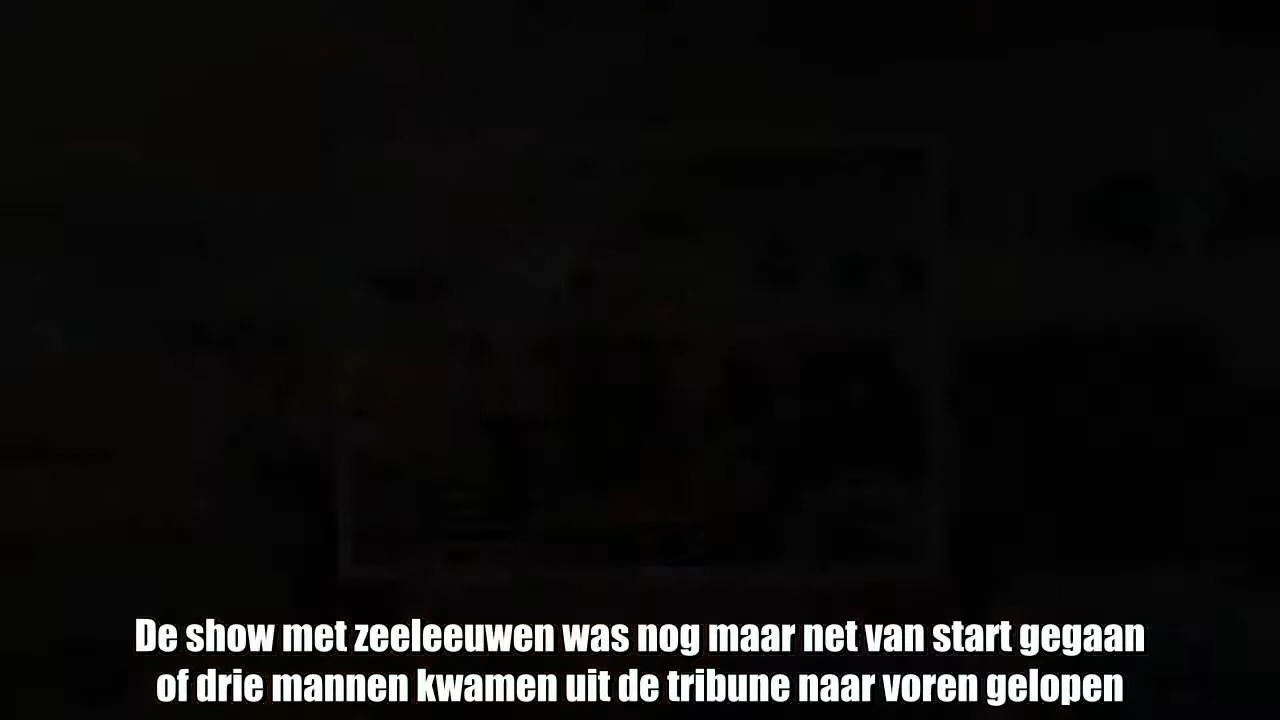 De show met zeeleeuwen was nog maar net van start gegaan
of drie mannen kwamen uit de tribune naar voren gelopen